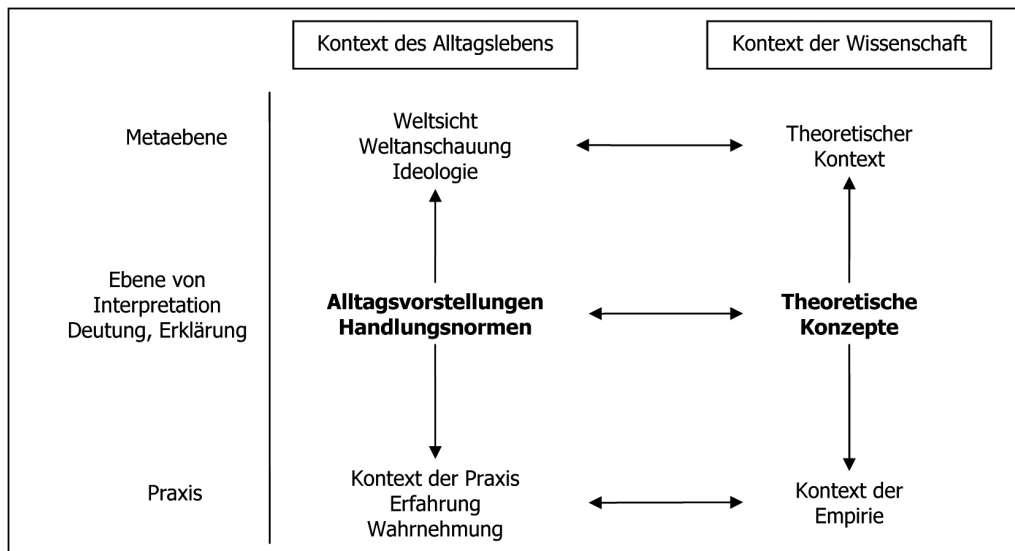 Kontext des Alltagslebens
Kontext der Wissenschaft
Metaebene
Weltsicht
Weltanschauung
Ideologie
Theoretischer
Kontext
Ebene von
Interpretation
Deutung, Erklärung
Alltagsvorstellungen
Handlungsnormen
Theoretische
Konzepte
Praxis
Kontext der Praxis
Erfahrung
Wahrnehmung
Kontext der
Empirie